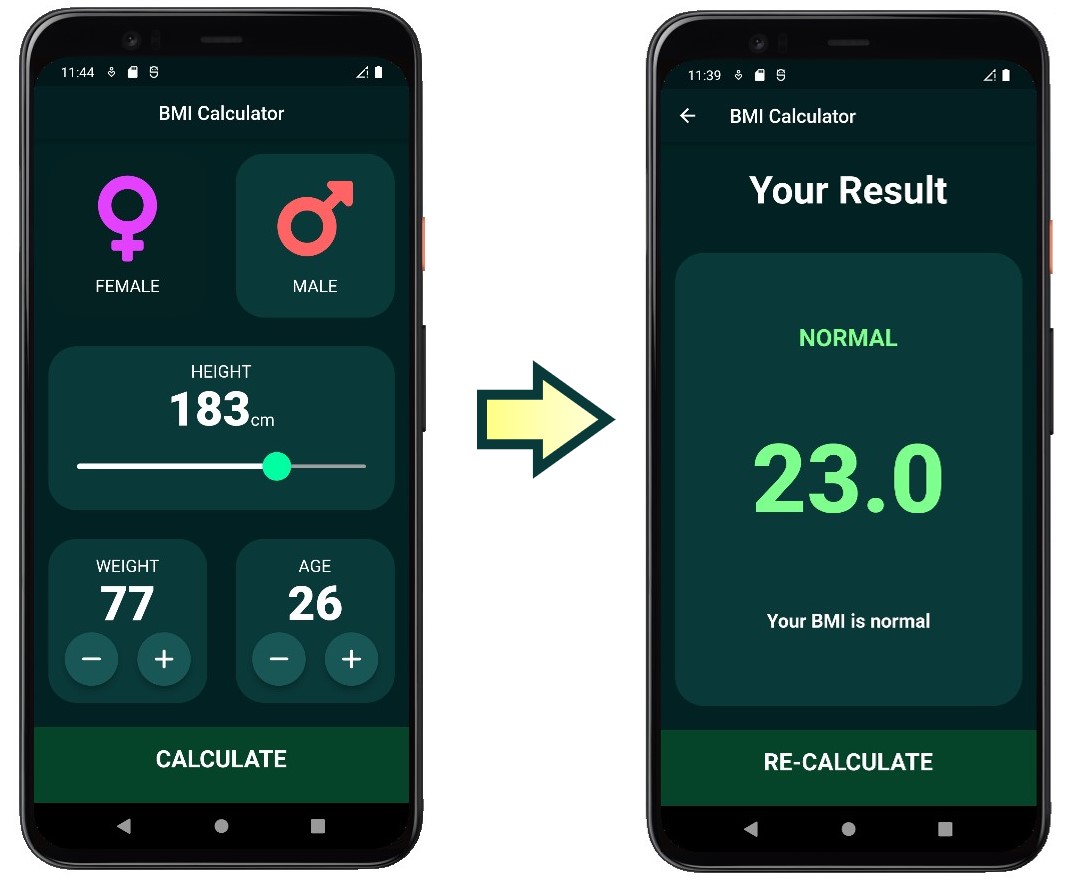 11:44
BMI Calculator
FEMALE
MALE
HEIGHT
183cm
WEIGHT
77
AGE
26
CALCULATE
11:39
BMI Calculator
Your Result
NORMAL
23.0
Your BMI is normal
RE-CALCULATE